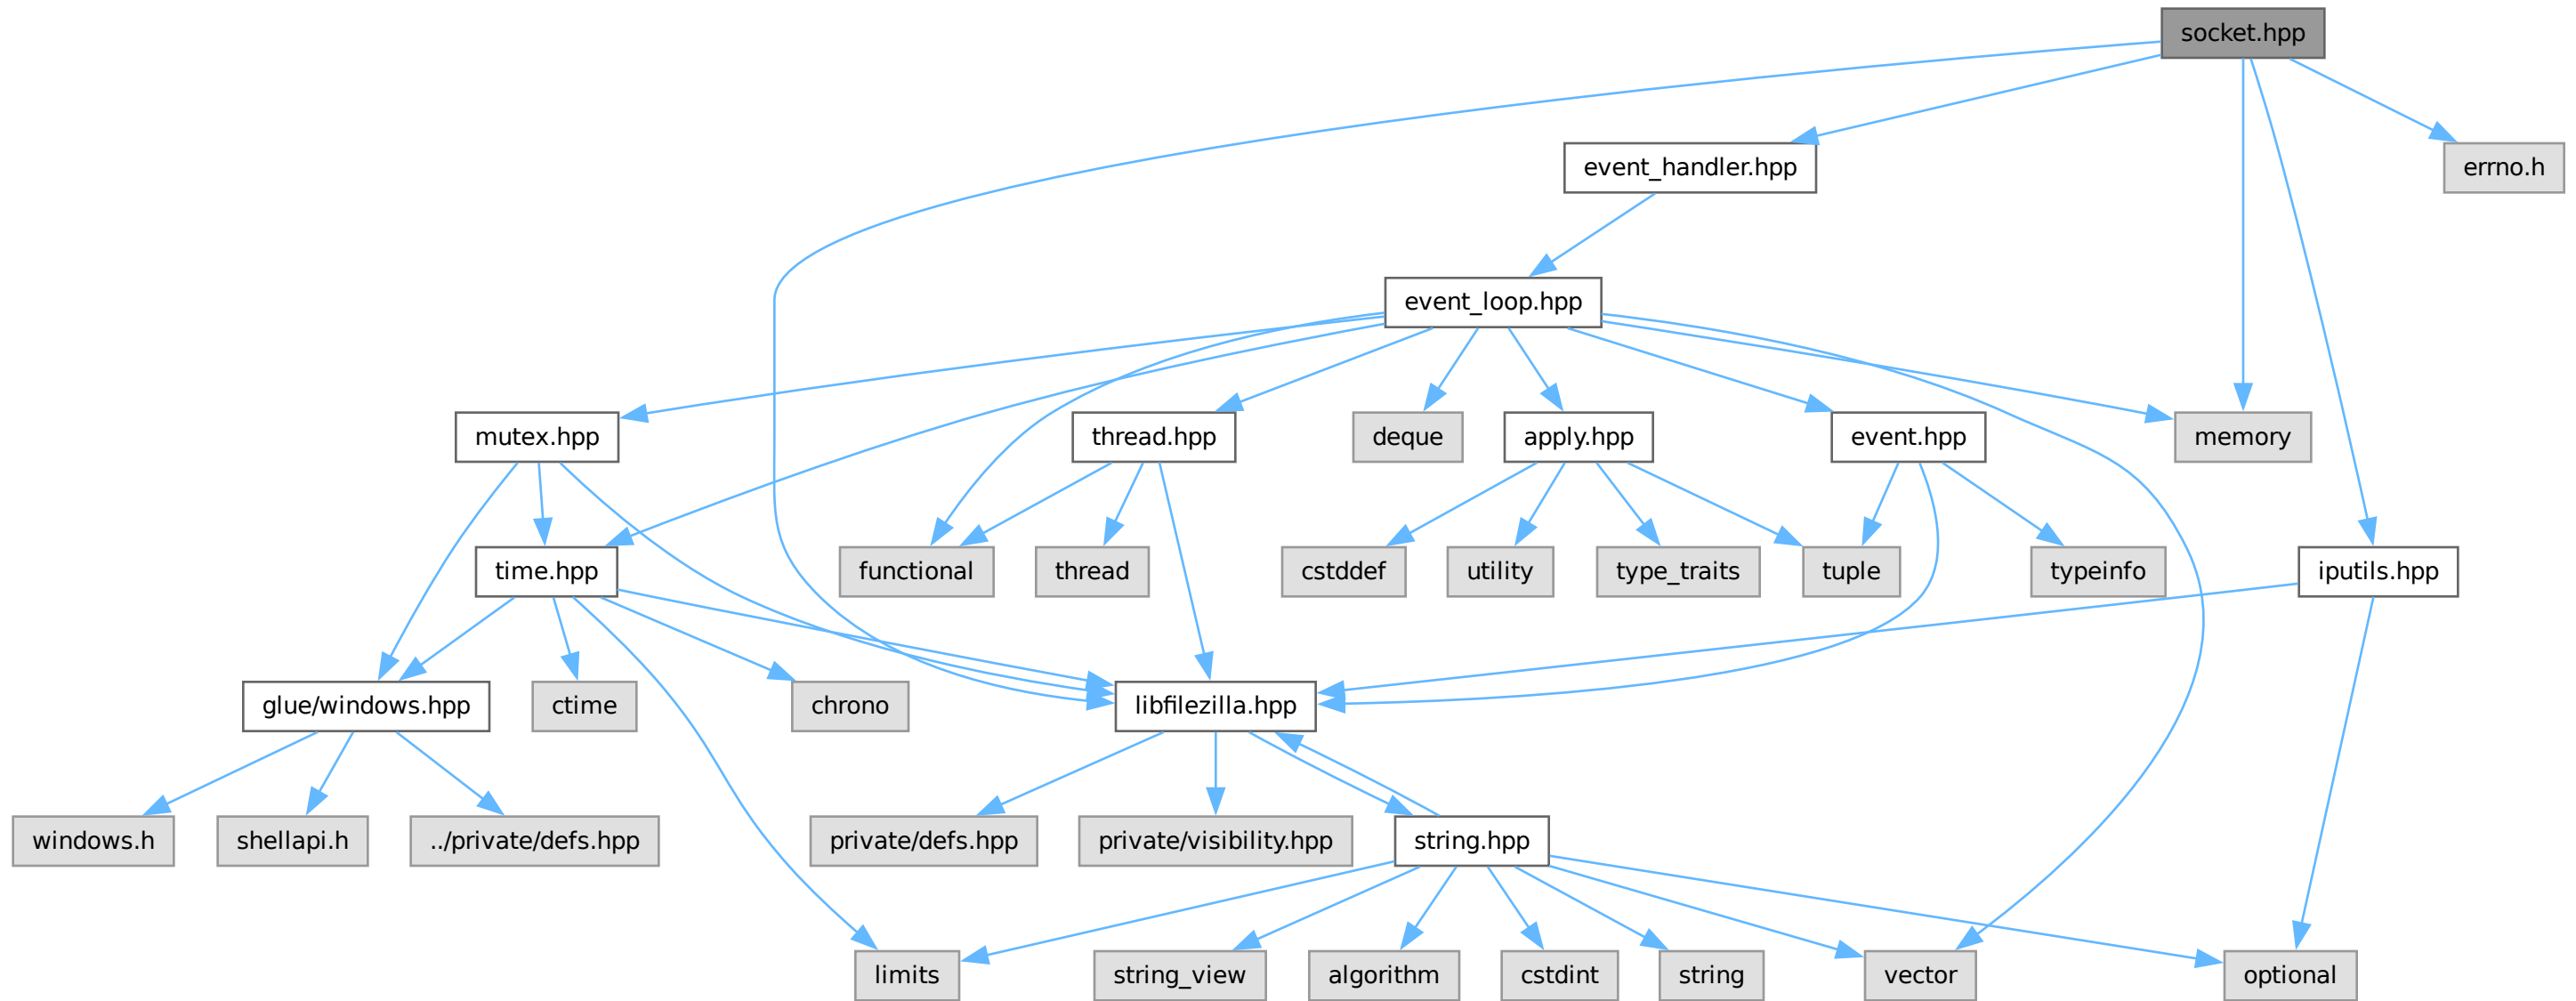 socket.hpp
event_handler.hpp
errno.h
event_loop.hpp
mutex.hpp
thread.hpp
deque
apply.hpp
event.hpp
memory
time.hpp
functional
thread
cstddef
utility
type_traits
tuple
typeinfo
iputils.hpp
glue/windows.hpp
ctime
chrono
libfilezilla.hpp
windows.h
shellapi.h
../private/defs.hpp
private/defs.hpp
private/visibility.hpp
string.hpp
limits
string_view
algorithm
cstdint
string
vector
optional